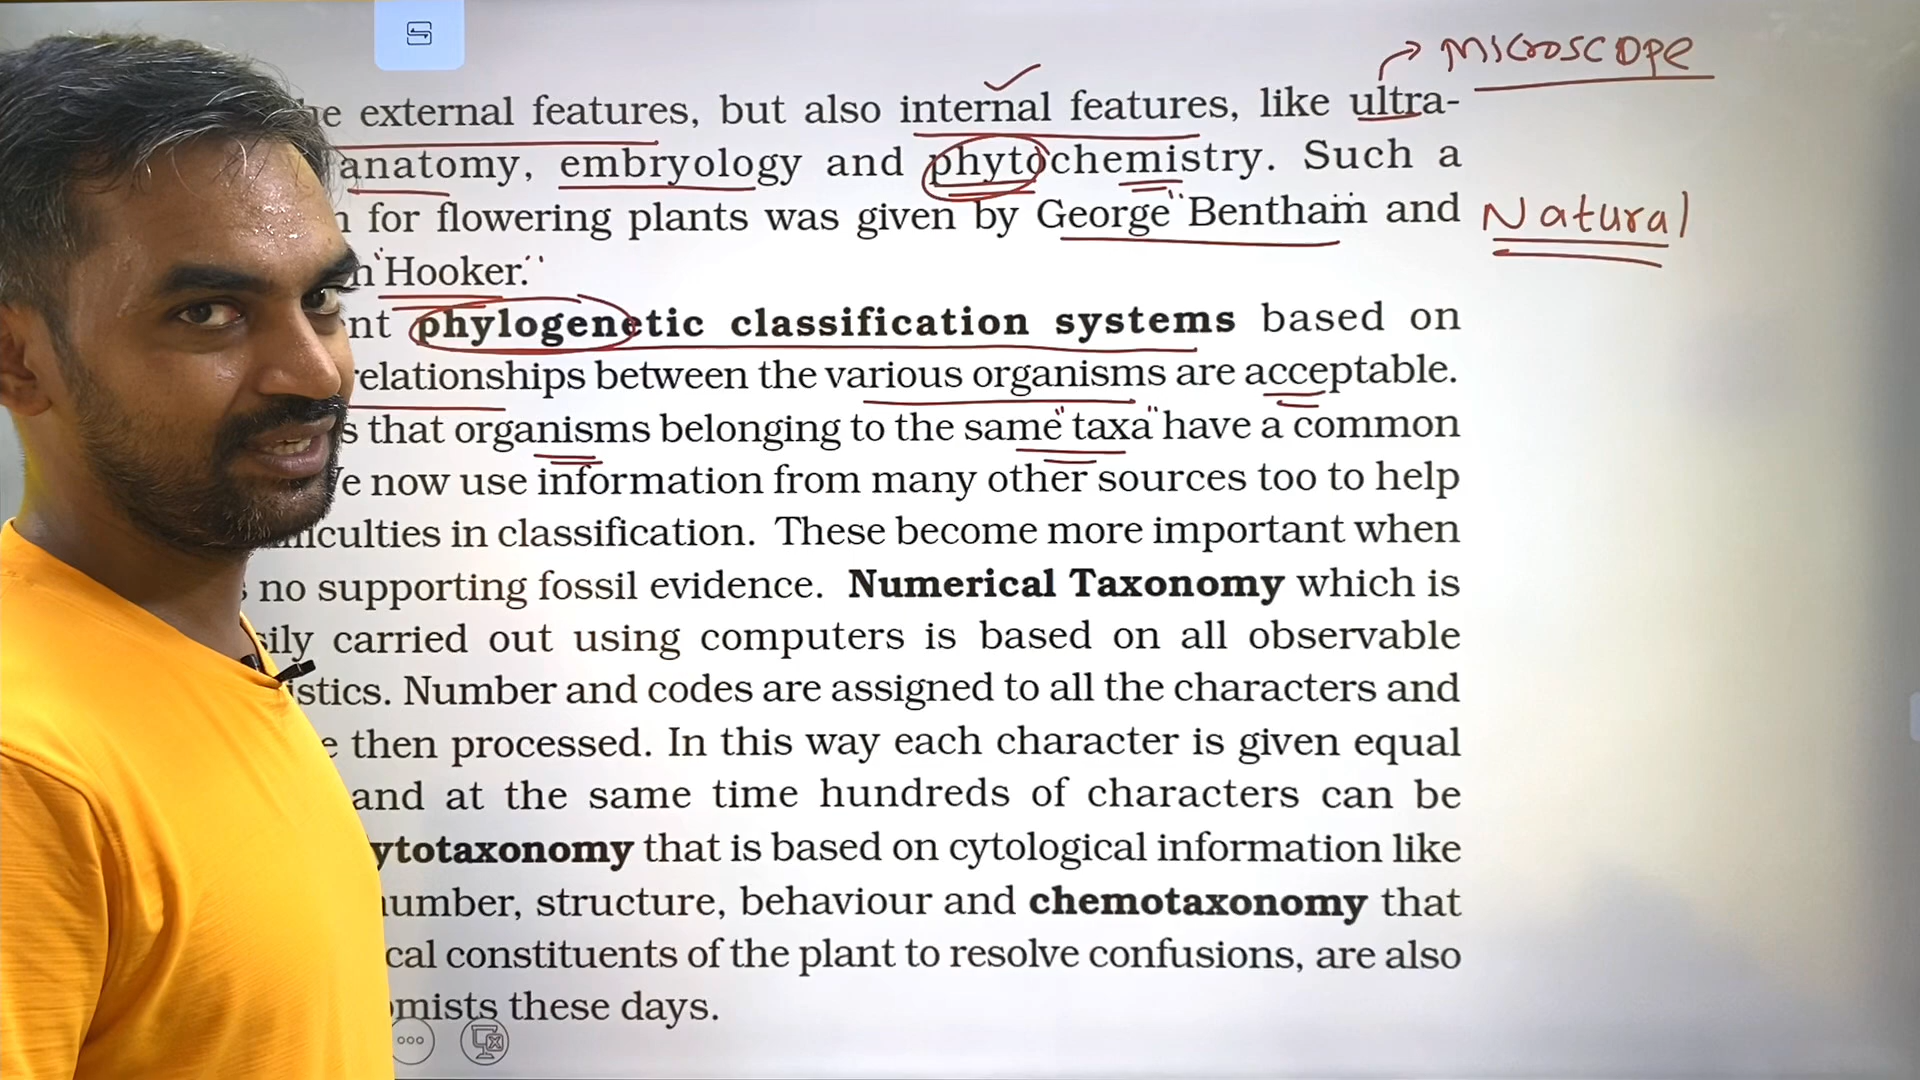 Microscope
external features, but also internal features, like ultra-
anatomy, embryology and phytochemistry. Such a
for flowering plants was given by George Bentham and
Natural
Hooker.
phylogenetic classification systems based on
relationships between the various organisms are acceptable.
that organisms belonging to the same taxa have a common
now use information from many other sources too to help
in classification. These become more important when
no supporting fossil evidence. Numerical Taxonomy which is
carried out using computers is based on all observable
Number and codes are assigned to all the characters and
then processed. In this way each character is given equal
and at the same time hundreds of characters can be
ytotaxonomy that is based on cytological information like
number, structure, behaviour and chemotaxonomy that
cal constituents of the plant to resolve confusions, are also
mists these days.